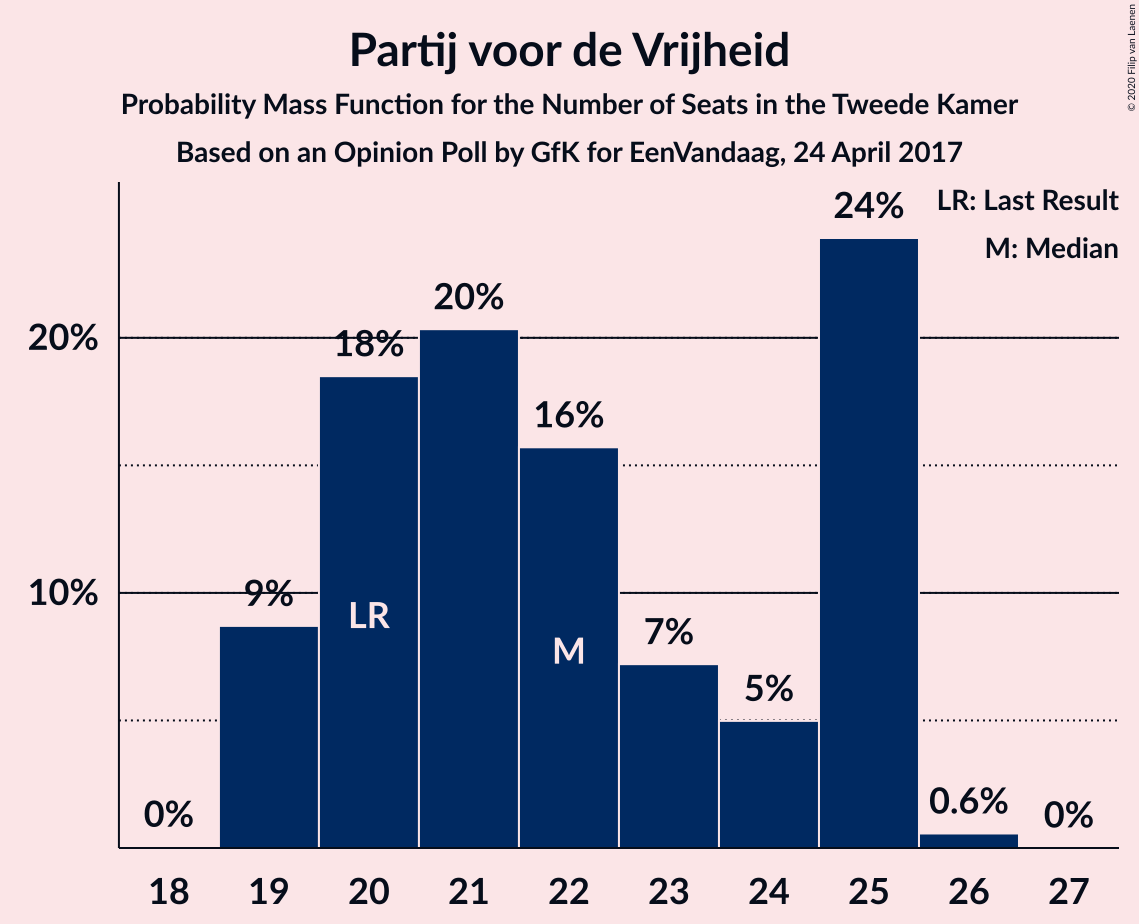 Partij voor de Vrijheid
Probability Mass Function for the Number of Seats in the Tweede Kamer
Based on an Opinion Poll by GfK for EenVandaag, 24 April 2017
© 2020 Filip van Laenen
LR: Last Result
M: Median
24%
20%
20%
18%
16%
10%
9%
LR
M
7%
5%
0%
0.6%
0%
18 19 20 21 22 23 24 25 26 27